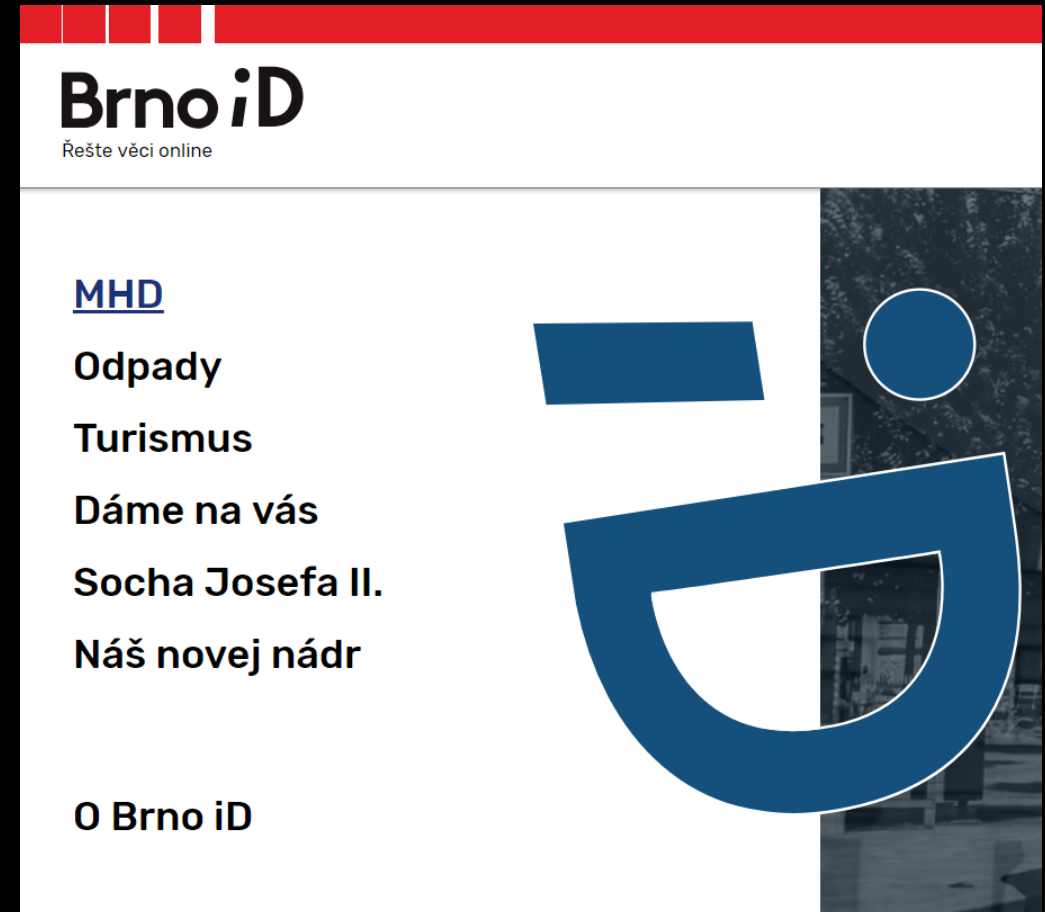 Brno iD
Řešte věci online
MHD
Odpady
Turismus
Dáme na vás
Socha Josefa II.
Náš novej nádr
O Brno iD